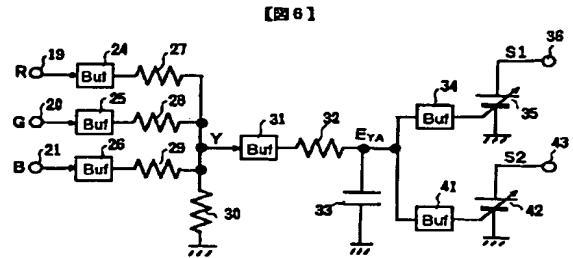 【図6】
19 24 27
R Buf
20 25 28
G Buf
21 26 29
B Buf
30
Y 31 Buf 32
E_YA
33
34 Buf
S1 36
35
41 Buf
S2 43
42